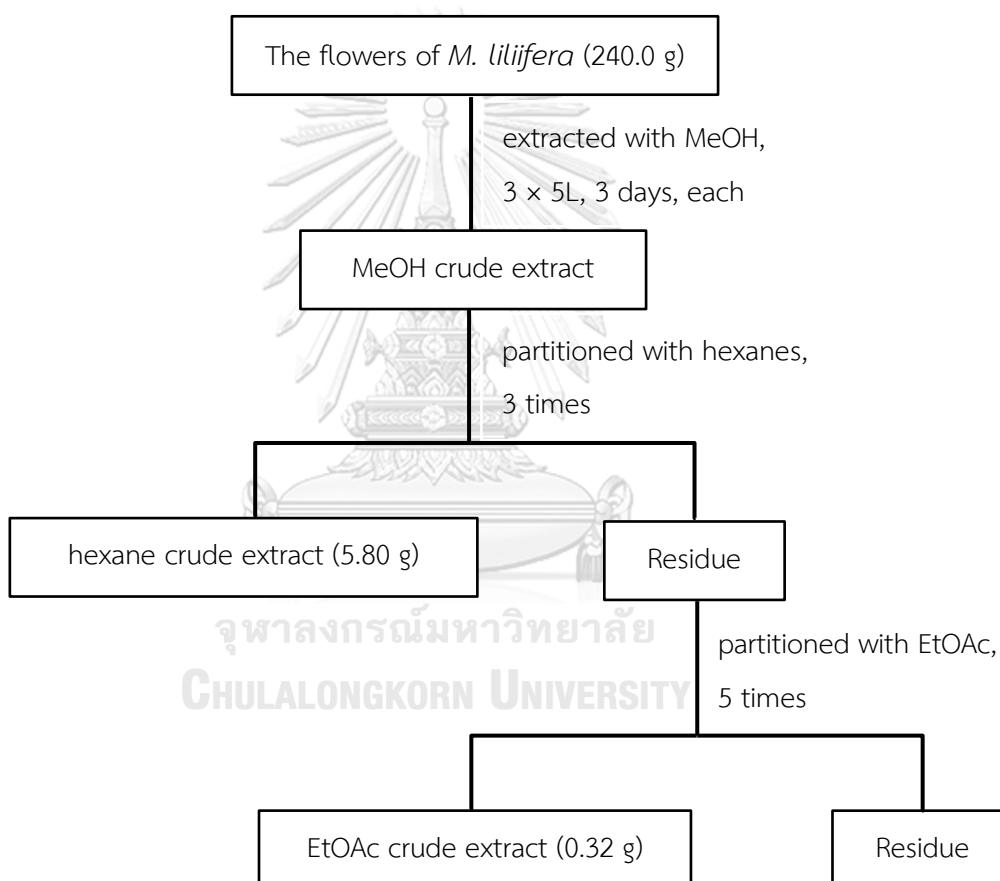 The flowers of M. liliifera (240.0 g)
extracted with MeOH,
3 × 5L, 3 days, each
MeOH crude extract
partitioned with hexanes,
3 times
hexane crude extract (5.80 g)
Residue
จุฬาลงกรณ์มหาวิทยาลัย
CHULALONGKORN UNIVERSITY
partitioned with EtOAc,
5 times
EtOAc crude extract (0.32 g)
Residue